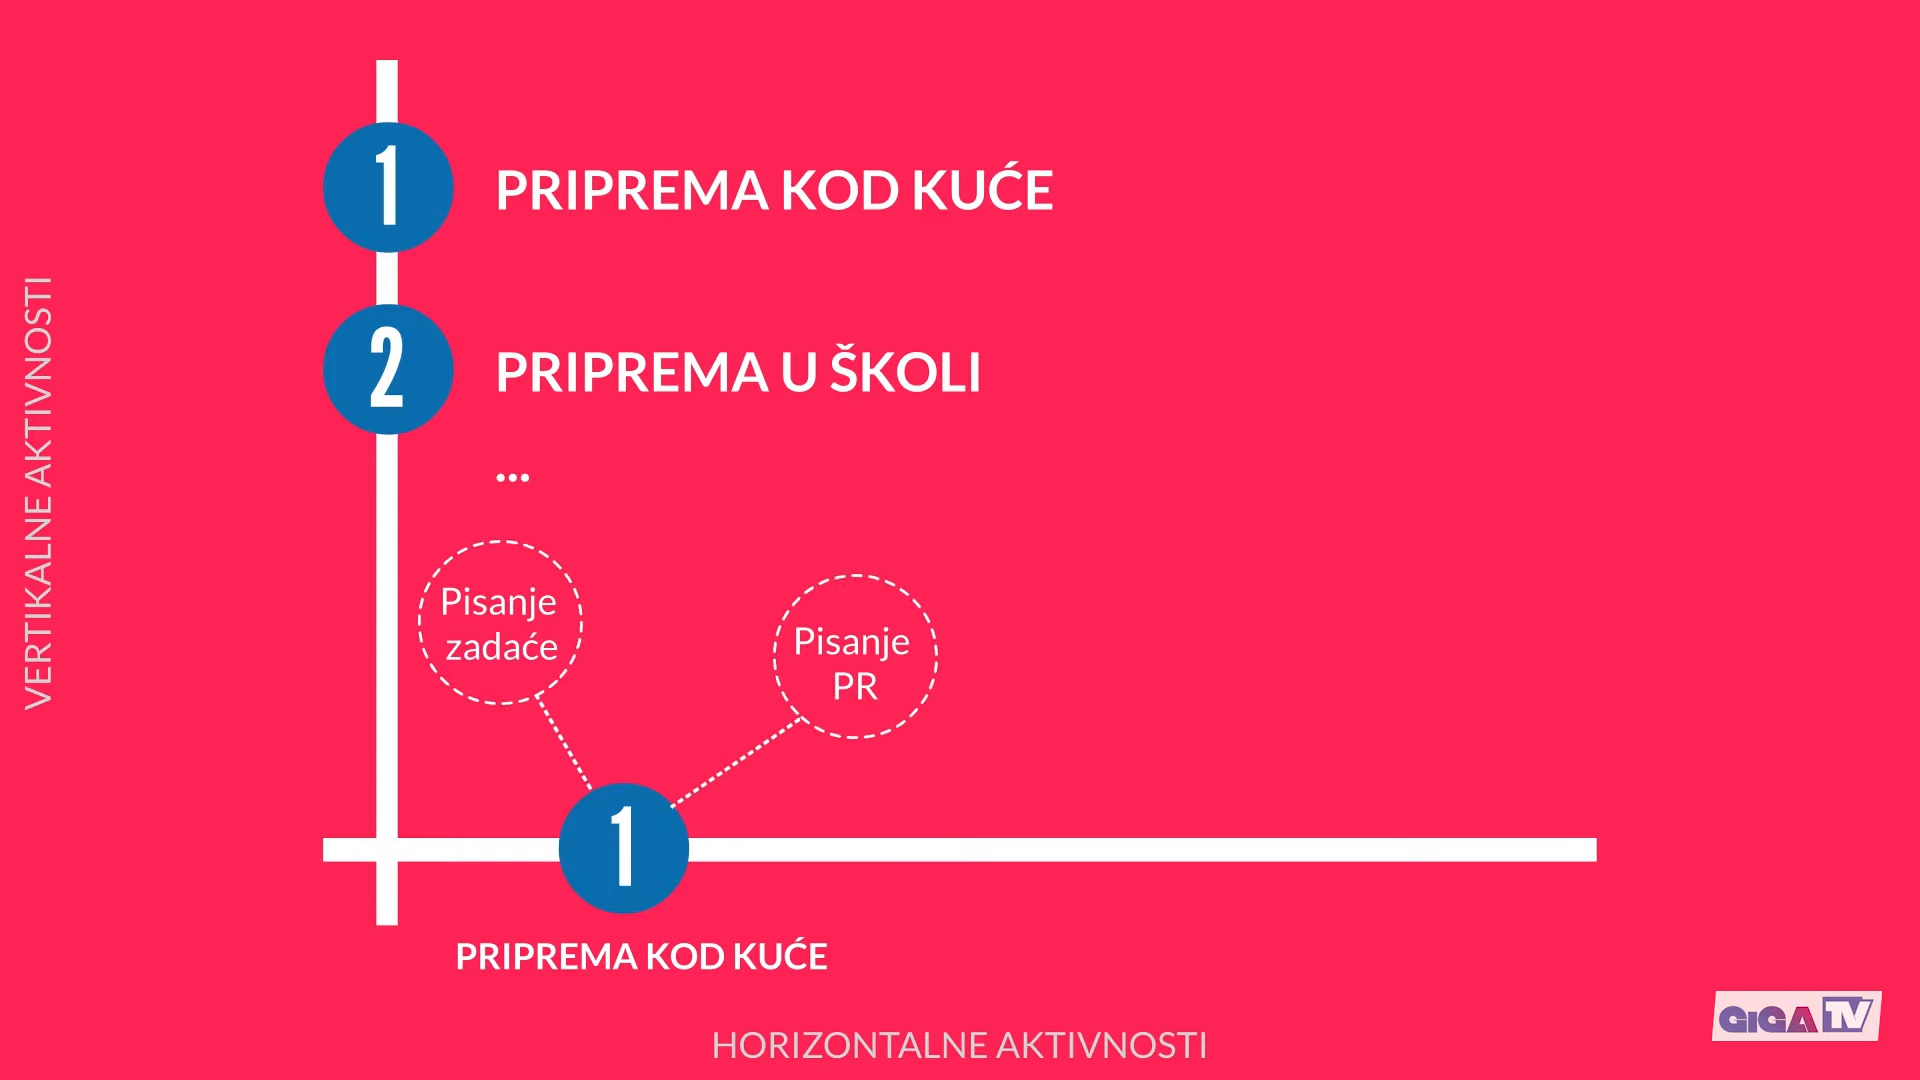 1
PRIPREMA KOD KUĆE
2
PRIPREMA U ŠKOLI
...
VERTIKALNE AKTIVNOSTI
Pisanje
zadaće
Pisanje
PR
1
PRIPREMA KOD KUĆE
HORIZONTALNE AKTIVNOSTI
GiGA TV